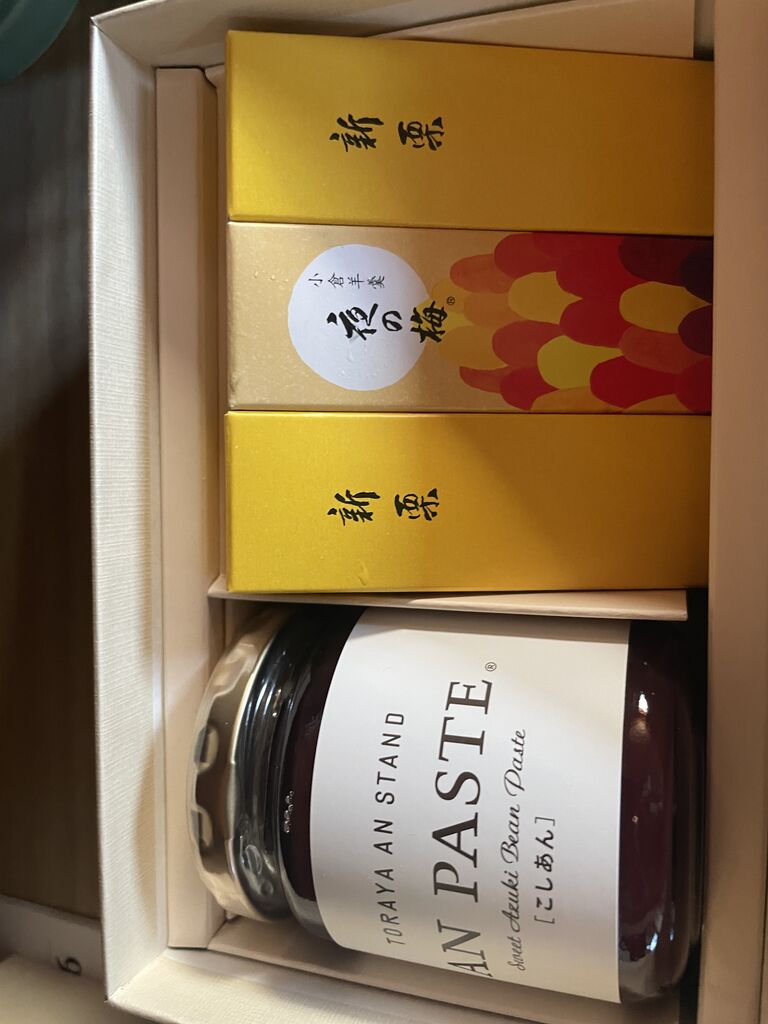 新栗
小倉羊羹
夜の梅®
新栗
TORAYA AN STAND
AN PASTE®
Sweet Azuki Bean Paste
[こしあん]
6